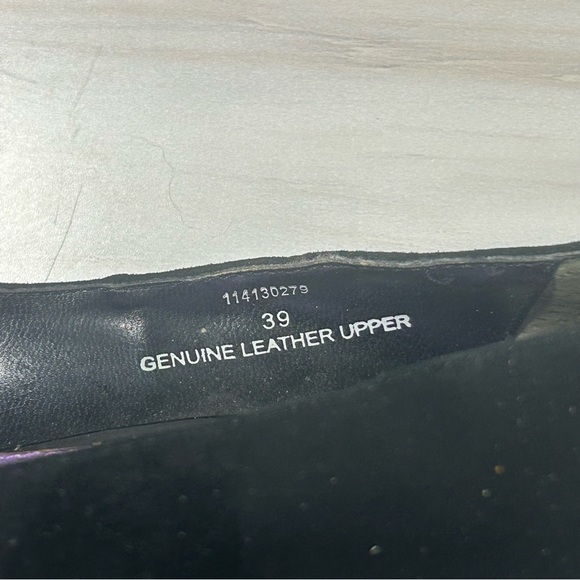 114130279
39
GENUINE LEATHER UPPER